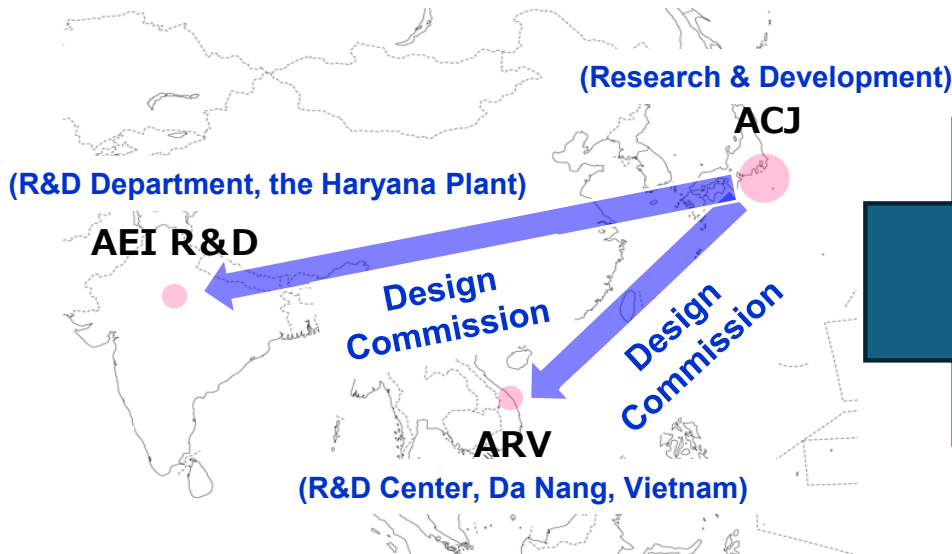 (Research & Development)
ACJ
(R&D Department, the Haryana Plant)
AEI R&D
Design
Commission
Design
Commission
ARV
(R&D Center, Da Nang, Vietnam)